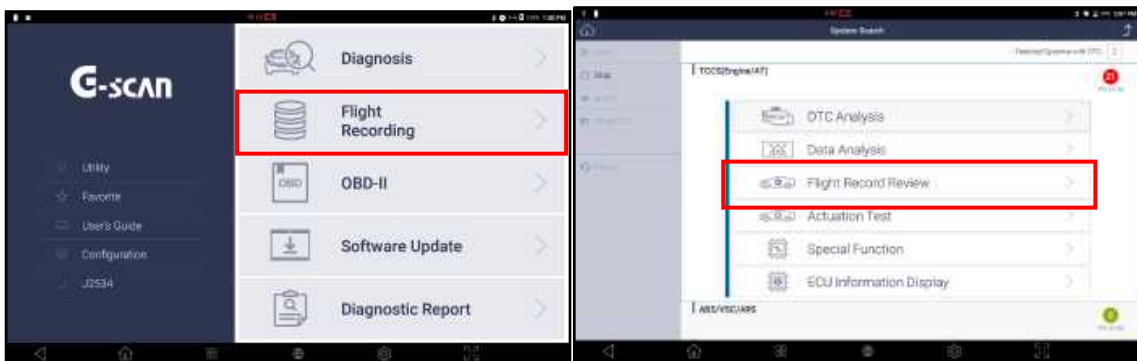 G-scan
Utility
Favorite
User's Guide
Configuration
J2534
Diagnosis
Flight
Recording
OBD
OBD-II
Software Update
Diagnostic Report
System Search
TCCS(Engine/AT)
21
DTC Analysis
Data Analysis
Flight Record Review
Actuation Test
Special Function
ECU Information Display
ABS/VSC/ARS